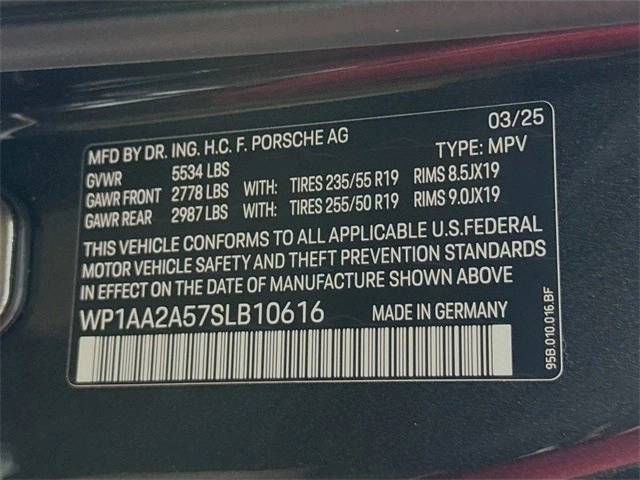 MFD BY DR. ING. H.C. F. PORSCHE AG 03/25
GVWR 5534 LBS TYPE: MPV
GAWR FRONT 2778 LBS WITH: TIRES 235/55 R19 RIMS 8.5JX19
GAWR REAR 2987 LBS WITH: TIRES 255/50 R19 RIMS 9.0JX19
THIS VEHICLE CONFORMS TO ALL APPLICABLE U.S.FEDERAL
MOTOR VEHICLE SAFETY AND THEFT PREVENTION STANDARDS
IN EFFECT ON THE DATE OF MANUFACTURE SHOWN ABOVE
WP1AA2A57SLB10616 GERMANY
95B.010.016.BF